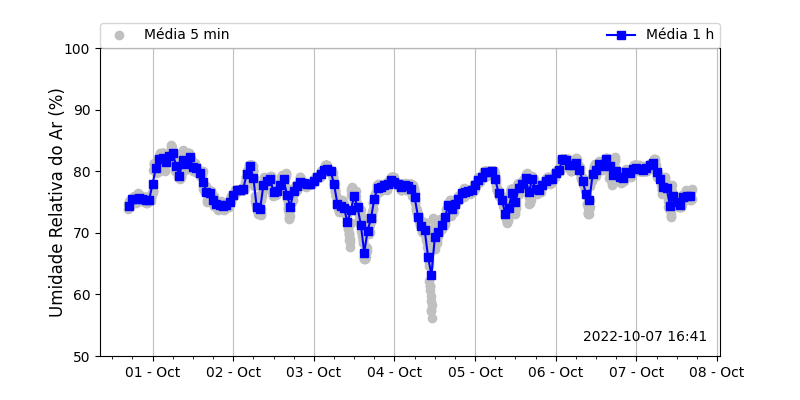 Média 5 min
Média 1 h
Umidade Relativa do Ar (%)
100
90
80
70
60
50
2022-10-07 16:41
01 - Oct
02 - Oct
03 - Oct
04 - Oct
05 - Oct
06 - Oct
07 - Oct
08 - Oct